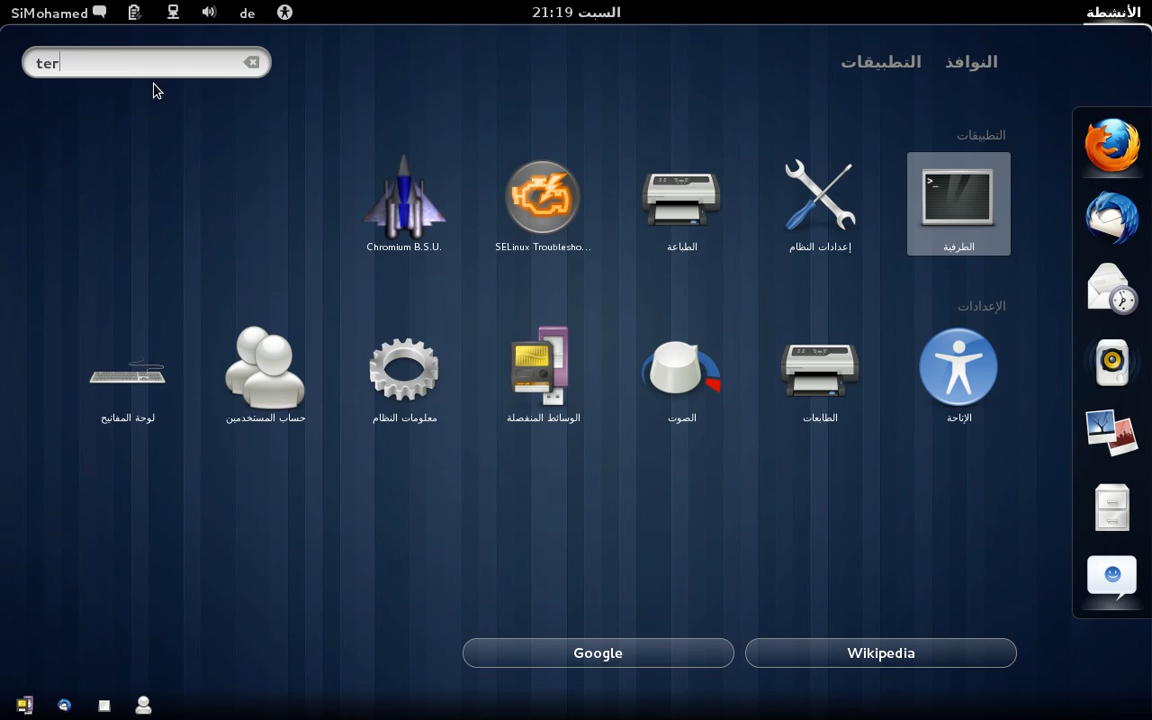 الأنشطة
السبت 21:19
de
SiMohamed
ter
النوافذ
التطبيقات
التطبيقات
الطرفية
إعدادات النظام
الطباعة
SELinux Troublesho...
Chromium B.S.U.
الإعدادات
الإتاحة
الطابعات
الصوت
الوسائط المنفصلة
معلومات النظام
حساب المستخدمين
لوحة المفاتيح
Wikipedia
Google